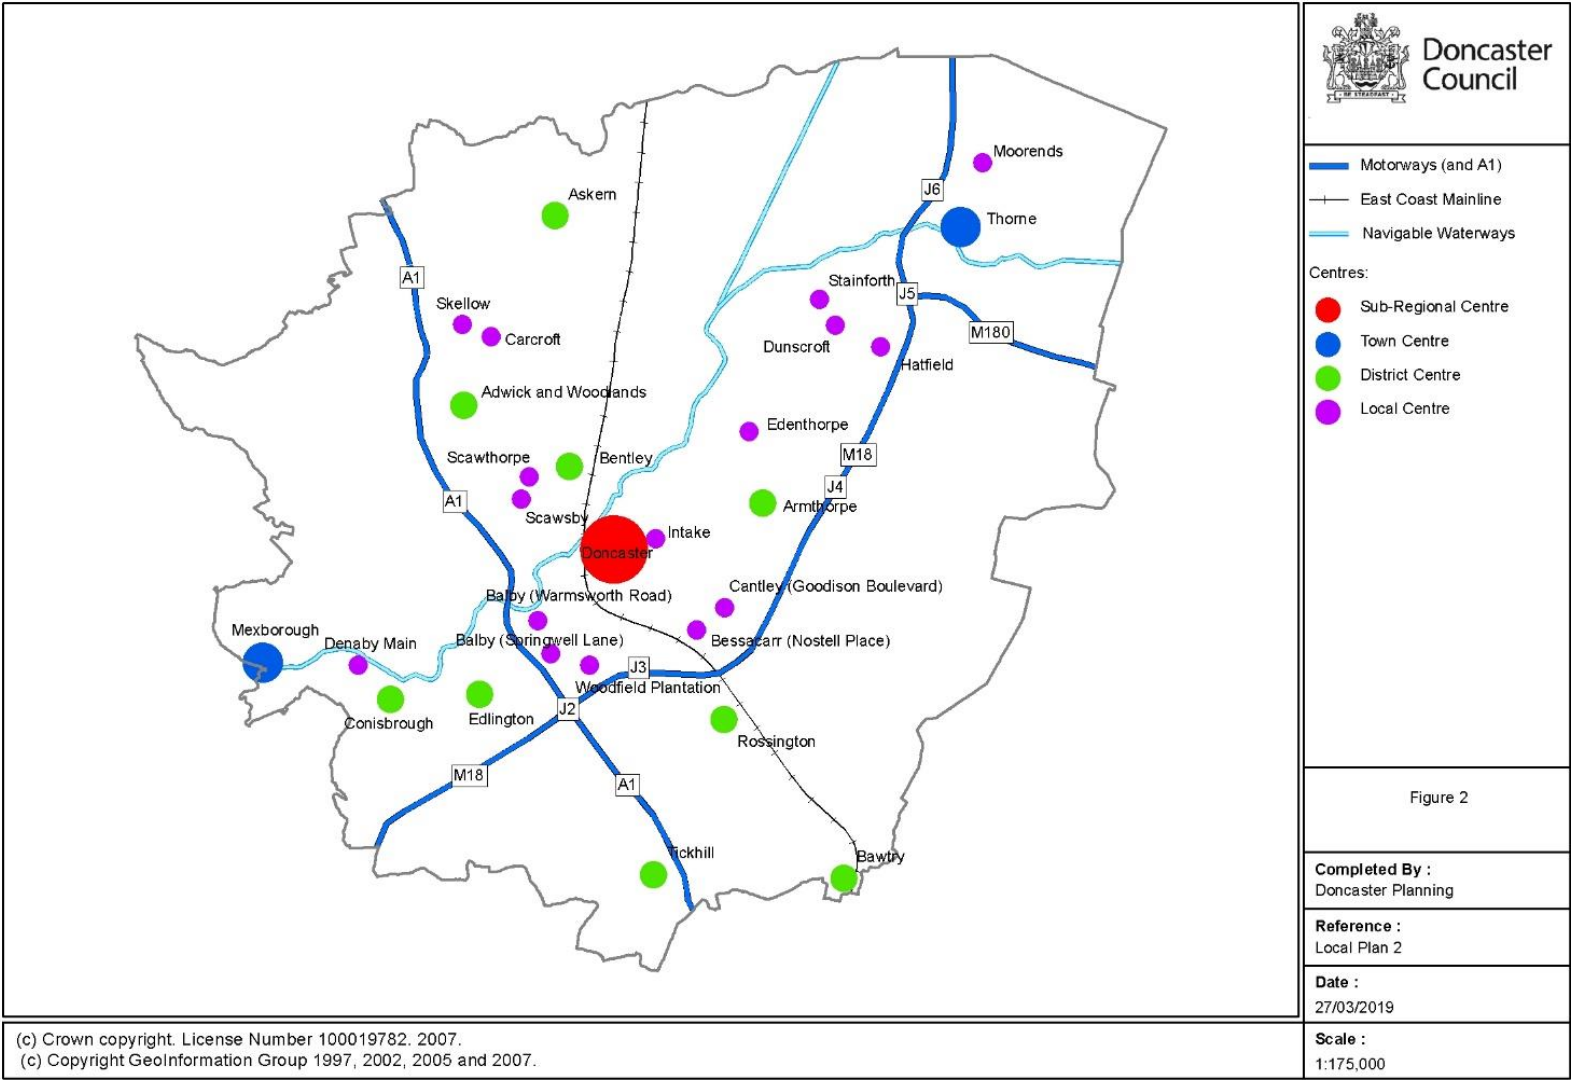 Doncaster
Council
Motorways (and A1)
East Coast Mainline
Navigable Waterways
Centres:
Sub-Regional Centre
Town Centre
District Centre
Local Centre
Figure 2
Completed By :
Doncaster Planning
Reference :
Local Plan 2
Date :
27/03/2019
Scale :
1:175,000
Moorends
J6
Askern
Thorne
A1
Stainforth
J5
Skellow
M180
Carcroft
Dunscroft
Hatfield
Adwick and Woodlands
Edenthorpe
Scawthorpe
Bentley
M18
J4
A1
Armthorpe
Scawsby
Intake
Doncaster
Cantley (Goodison Boulevard)
Balby (Warmsworth Road)
Mexborough
Denaby Main
Balby (Springwell Lane)
Bessacarr (Nostell Place)
J3
Woodfield Plantation
J2
Conisbrough
Edlington
Rossington
M18
A1
Tickhill
Bawtry
(c) Crown copyright. License Number 100019782. 2007.
(c) Copyright GeoInformation Group 1997, 2002, 2005 and 2007.